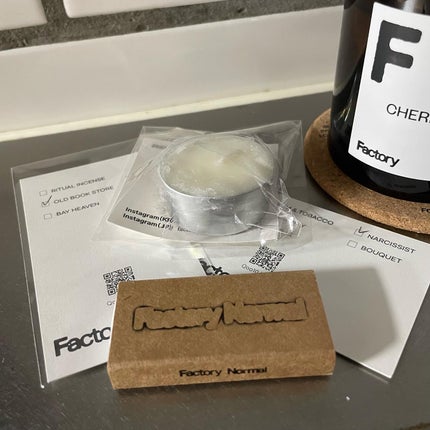 F
CHER
Factory
RITUAL INCENSE
OLD BOOK STORE
BAY HEAVEN
Instagram(KR
Instagram(JP)
TOBACCO
NARCISSIST
BOUQUET
Factory
Factory Normal
Factory Normal